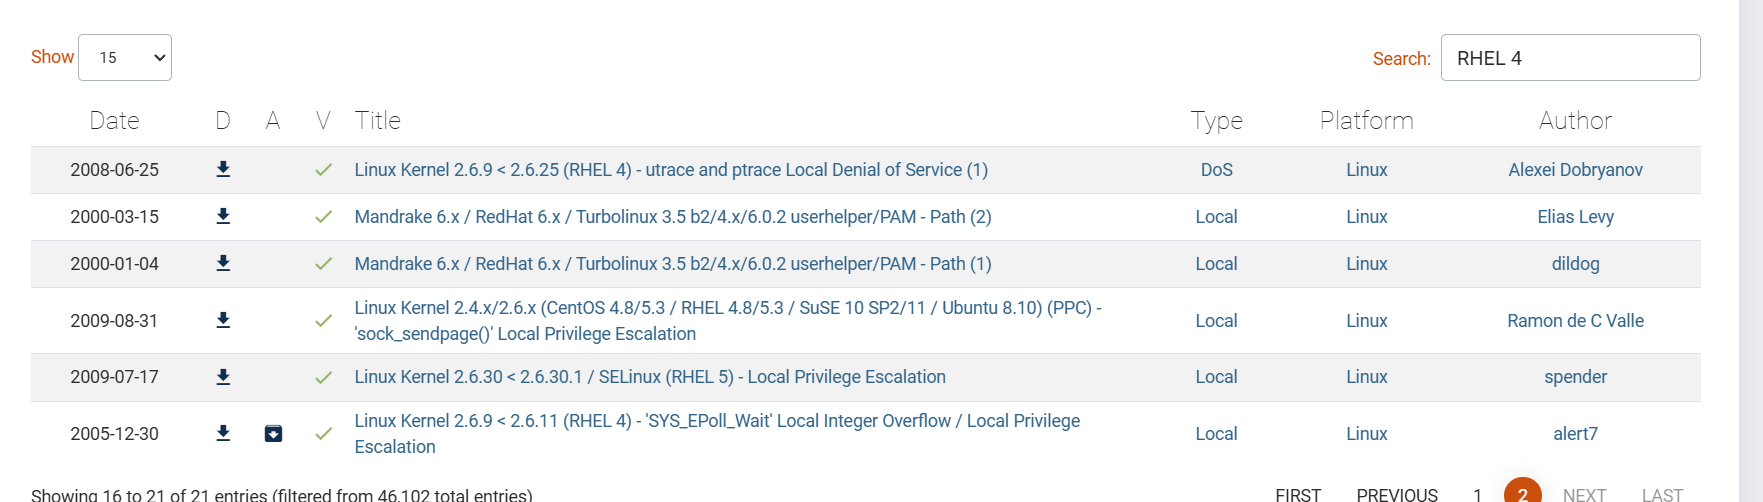 Show 15 Search: RHEL 4
Date D A V Title Type Platform Author
2008-06-25 Linux Kernel 2.6.9 < 2.6.25 (RHEL 4) - utrace and ptrace Local Denial of Service (1) DoS Linux Alexei Dobryanov
2000-03-15 Mandrake 6.x / RedHat 6.x / Turbolinux 3.5 b2/4.x/6.0.2 userhelper/PAM - Path (2) Local Linux Elias Levy
2000-01-04 Mandrake 6.x / RedHat 6.x / Turbolinux 3.5 b2/4.x/6.0.2 userhelper/PAM - Path (1) Local Linux dildog
2009-08-31 Linux Kernel 2.4.x/2.6.x (CentOS 4.8/5.3 / RHEL 4.8/5.3 / SuSE 10 SP2/11 / Ubuntu 8.10) (PPC) -
'sock_sendpage()' Local Privilege Escalation Local Linux Ramon de C Valle
2009-07-17 Linux Kernel 2.6.30 < 2.6.30.1 / SELinux (RHEL 5) - Local Privilege Escalation Local Linux spender
2005-12-30 Linux Kernel 2.6.9 < 2.6.11 (RHEL 4) - 'SYS_EPoll_Wait' Local Integer Overflow / Local Privilege
Escalation Local Linux alert7
Showing 16 to 21 of 21 entries (filtered from 46,102 total entries) FIRST PREVIOUS 1 2 NEXT LAST